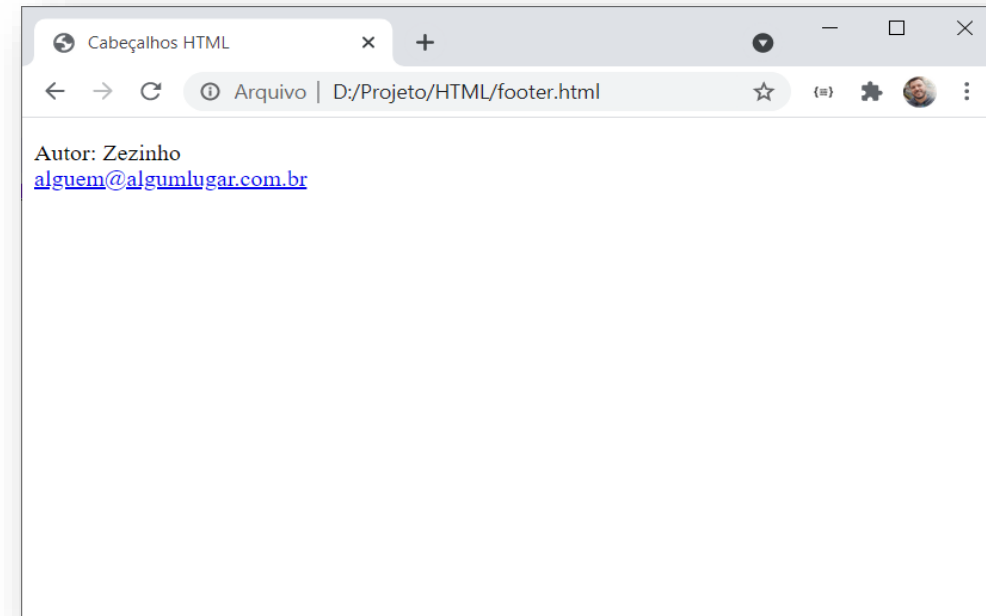 Cabeçalhos HTML
Arquivo | D:/Projeto/HTML/footer.html
Autor: Zezinho
alguem@algumlugar.com.br